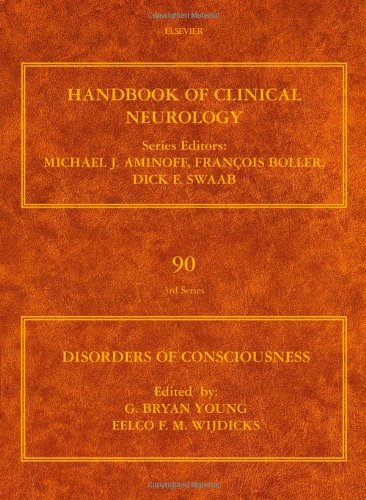 ELSEVIER
HANDBOOK OF CLINICAL
NEUROLOGY
Series Editors:
MICHAEL J. AMINOFF, FRANÇOIS BOLLER,
DICK F. SWAAB
90
3rd Series
DISORDERS OF CONSCIOUSNESS
Edited by:
G. BRYAN YOUNG
EELCO F. M. WIJDICKS